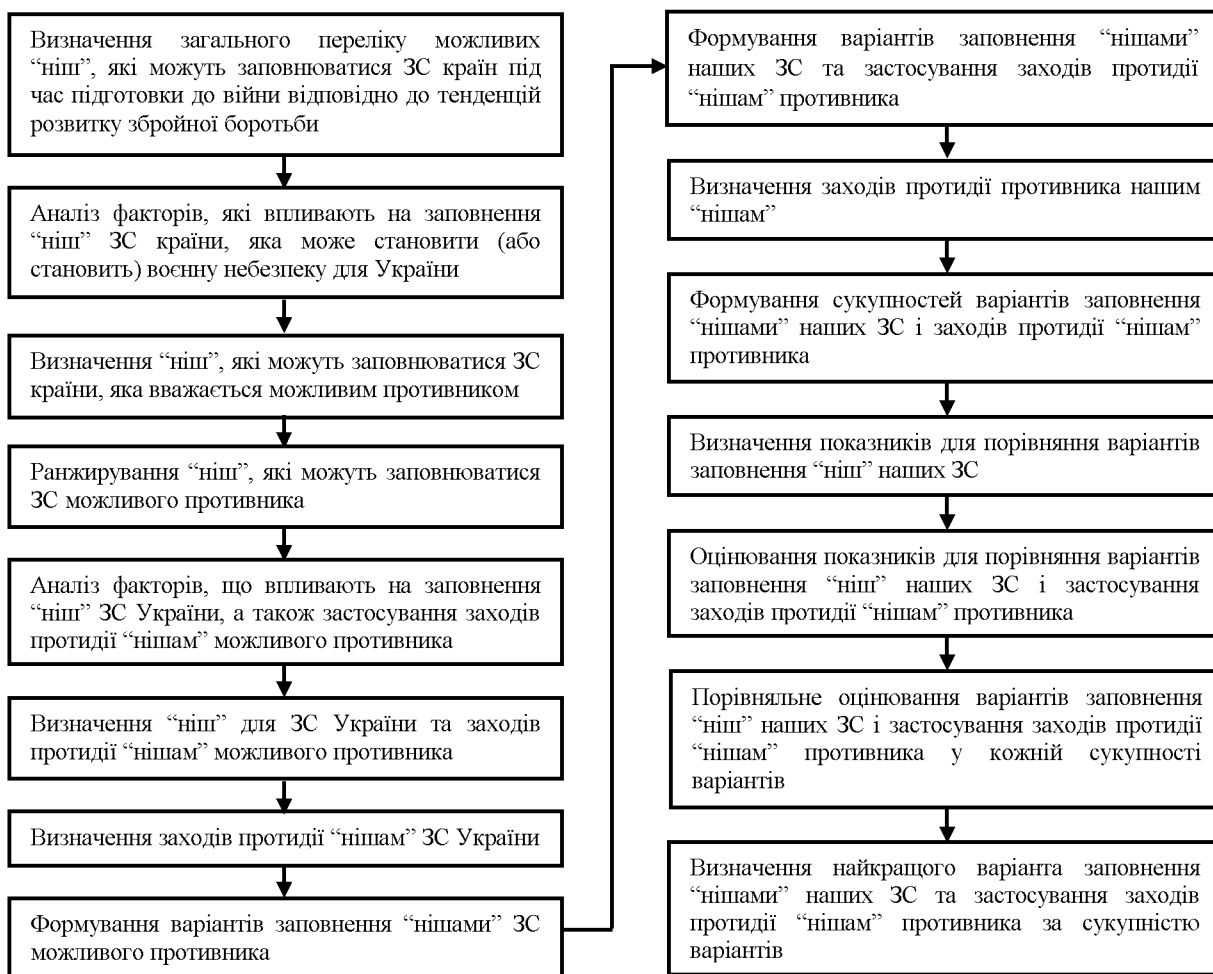 Визначення загального переліку можливих
“ніш”, які можуть заповнюватися ЗС країн під
час підготовки до війни відповідно до тенденцій
розвитку збройної боротьби
Аналіз факторів, які впливають на заповнення
“ніш” ЗС країни, яка може становити (або
становить) воєнну небезпеку для України
Визначення “ніш”, які можуть заповнюватися ЗС
країни, яка вважається можливим противником
Ранжирування “ніш”, які можуть заповнюватися
ЗС можливого противника
Аналіз факторів, що впливають на заповнення
“ніш” ЗС України, а також застосування заходів
протидії “нішам” можливого противника
Визначення “ніш” для ЗС України та заходів
протидії “нішам” можливого противника
Визначення заходів протидії “нішам” ЗС України
Формування варіантів заповнення “нішами” ЗС
можливого противника
Формування варіантів заповнення “нішами”
наших ЗС та застосування заходів протидії
“нішам” противника
Визначення заходів протидії противника нашим
“нішам”
Формування сукупностей варіантів заповнення
“нішами” наших ЗС і заходів протидії “нішам”
противника
Визначення показників для порівняння варіантів
заповнення “ніш” наших ЗС
Оцінювання показників для порівняння варіантів
заповнення “ніш” наших ЗС і застосування
заходів протидії “нішам” противника
Порівняльне оцінювання варіантів заповнення
“ніш” наших ЗС і застосування заходів протидії
“нішам” противника у кожній сукупності
варіантів
Визначення найкращого варіанта заповнення
“нішами” наших ЗС та застосування заходів
протидії “нішам” противника за сукупністю
варіантів